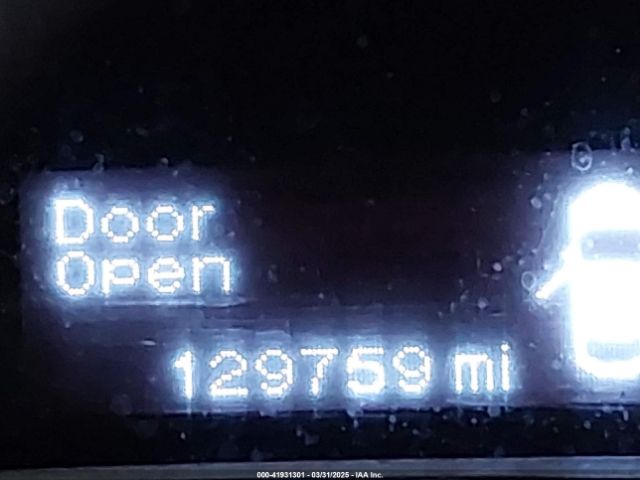 Door
Open
129759 mi
000-41931301 - 03/31/2025 - IAA Inc.